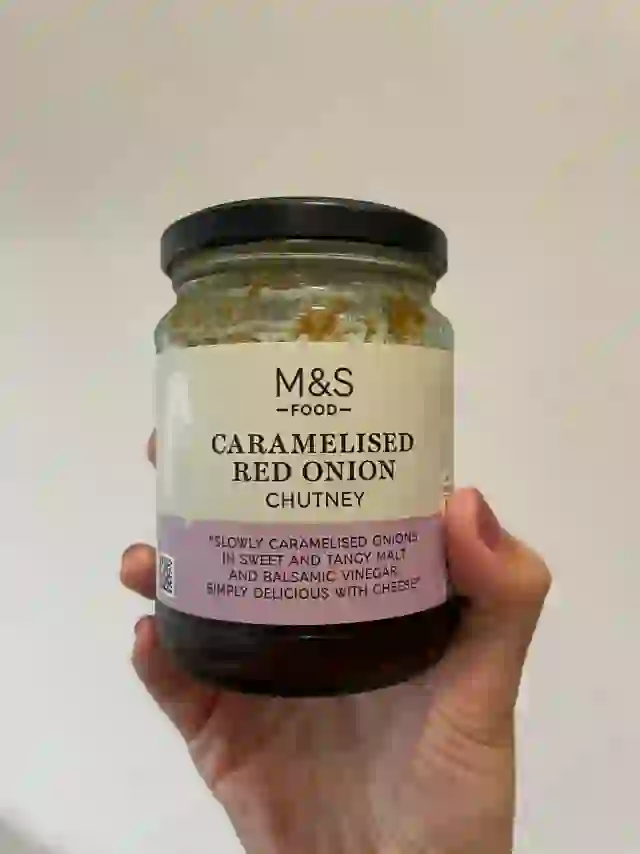 M&S
—FOOD—
CARAMELISED
RED ONION
CHUTNEY
"SLOWLY CARAMELISED ONIONS
IN SWEET AND TANGY MALT
AND BALSAMIC VINEGAR.
SIMPLY DELICIOUS WITH CHEESE"